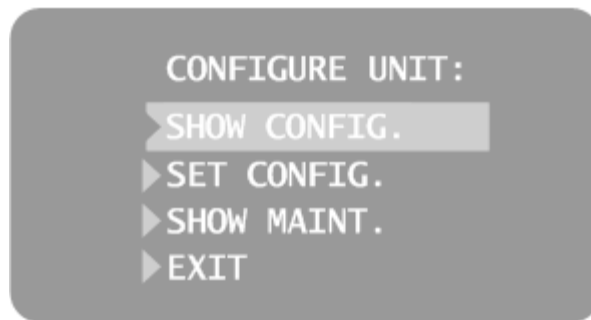 CONFIGURE UNIT:
SHOW CONFIG.
SET CONFIG.
SHOW MAINT.
EXIT